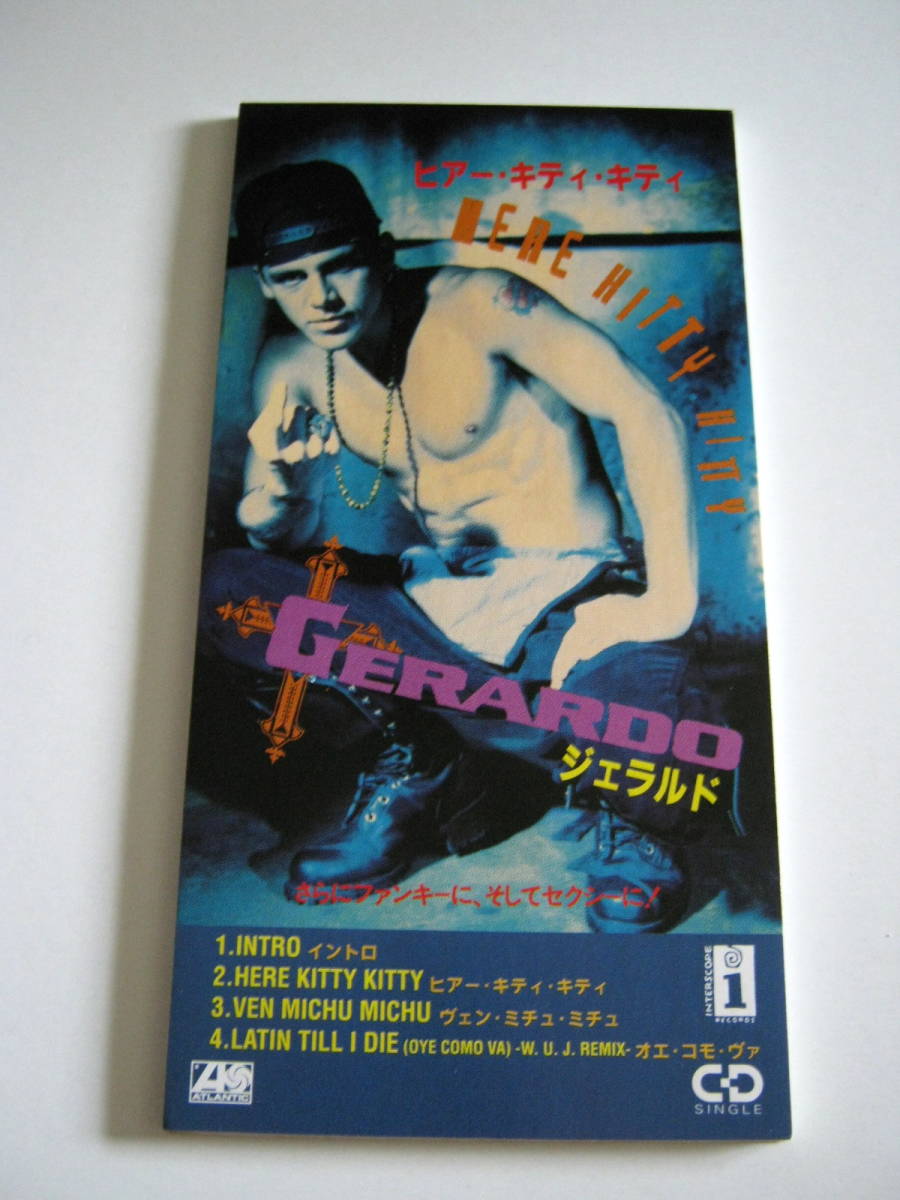 ヒアー・キティ・キティ
HERE KITTY KITTY
GERARDO
ジェラルド
さらにファンキーに、そしてセクシーに!
1.INTRO イントロ
2.HERE KITTY KITTY ヒアー・キティ・キティ
3.VEN MICHU MICHU ヴェン・ミチュ・ミチュ
4.LATIN TILL I DIE (OYE COMO VA) -W. U. J. REMIX- オエ・コモ・ヴァ
INTERSCOPE
i
RECORDS
ATLANTIC
CD
SINGLE